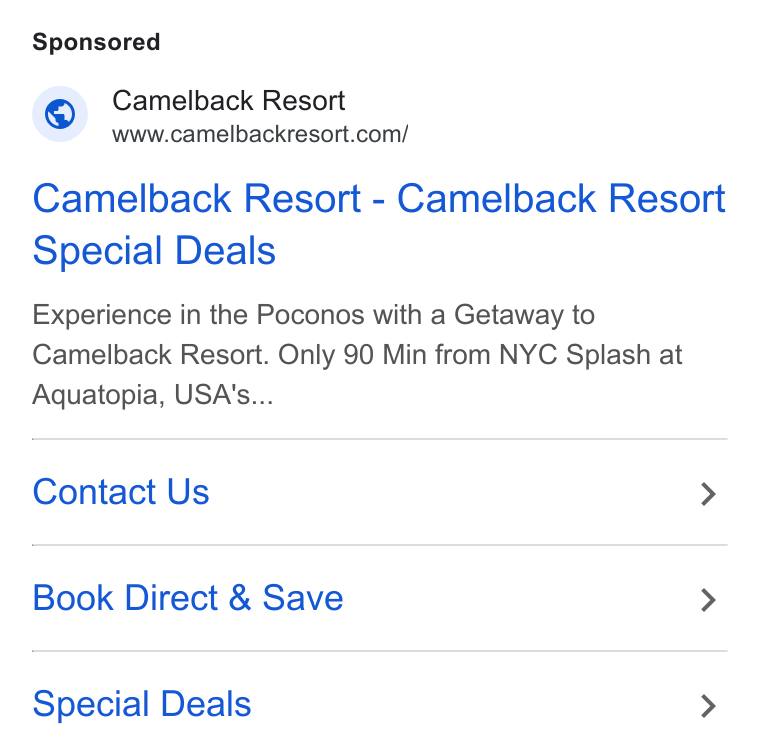 Sponsored
Camelback Resort
www.camelbackresort.com/
Camelback Resort - Camelback Resort
Special Deals
Experience in the Poconos with a Getaway to
Camelback Resort. Only 90 Min from NYC Splash at
Aquatopia, USA's...
Contact Us
Book Direct & Save
Special Deals